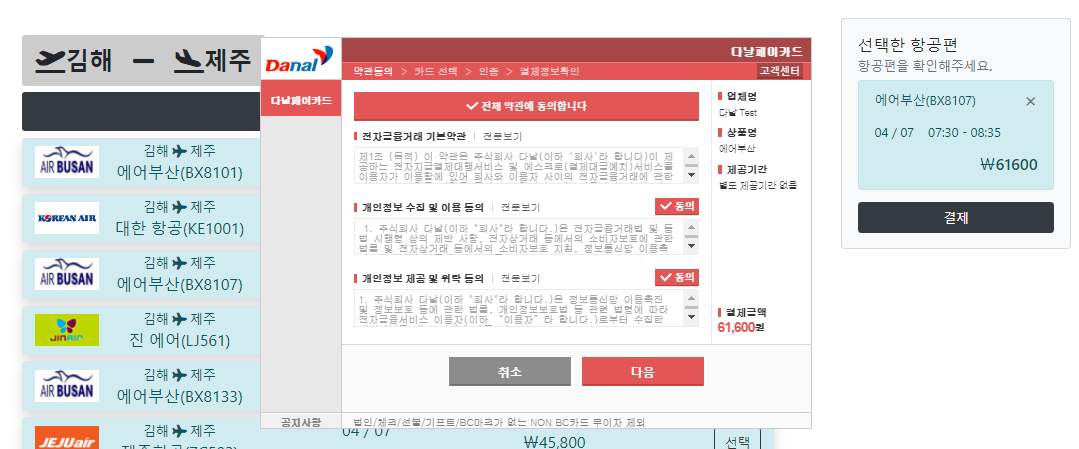 김해 — 제주
AIR BUSAN
김해 제주
에어부산(BX8101)
KOREAN AIR
김해 제주
대한 항공(KE1001)
AIR BUSAN
김해 제주
에어부산(BX8107)
JINAIR
김해 제주
진 에어(LJ561)
AIR BUSAN
김해 제주
에어부산(BX8133)
JEJUair
김해 제주
04 / 07
₩45,800
선택
Danal
다날페이카드
다날페이카드
약관동의 > 카드 선택 > 인증 > 결제정보확인
고객센터
전체 약관에 동의합니다
전자금융거래 기본약관 | 전문보기
제1조 (목적) 이 약관은 주식회사 다날(이하 '회사'라 합니다)이 제
공하는 전자지급결제대행서비스 및 에스크로(결제대금예치)서비스를
이용자가 이용함에 있어 회사와 이용자 사이의 전자금융거래에 관한
개인정보 수집 및 이용 동의 | 전문보기
동의
1. 주식회사 다날(이하 "회사"라 합니다.)은 전자금융거래법 및 동
법 시행령 상의 제반 사항, 전자상거래 등에서의 소비자보호에 관한
법률 및 전자상거래 등에서의 소비자보호 지침, 정보통신망 이용촉
개인정보 제공 및 위탁 동의 | 전문보기
동의
1. 주식회사 다날(이하 "회사"라 합니다.)은 정보통신망 이용촉진
및 정보보호 등에 관한 법률, 개인정보보호법 등 관련 법령에 따라
전자금융서비스 이용자(이하 "이용자" 라 합니다.)로부터 수집한
업체명
다날 Test
상품명
에어부산
제공기간
별도 제공기간 없음
결제금액
61,600원
취소
다음
공지사항
법인/체크/선불/기프트/BC마크가 없는 NON BC카드 무이자 제외
선택한 항공편
항공편을 확인해주세요.
에어부산(BX8107) ×
04 / 07 07:30 - 08:35
₩61600
결제